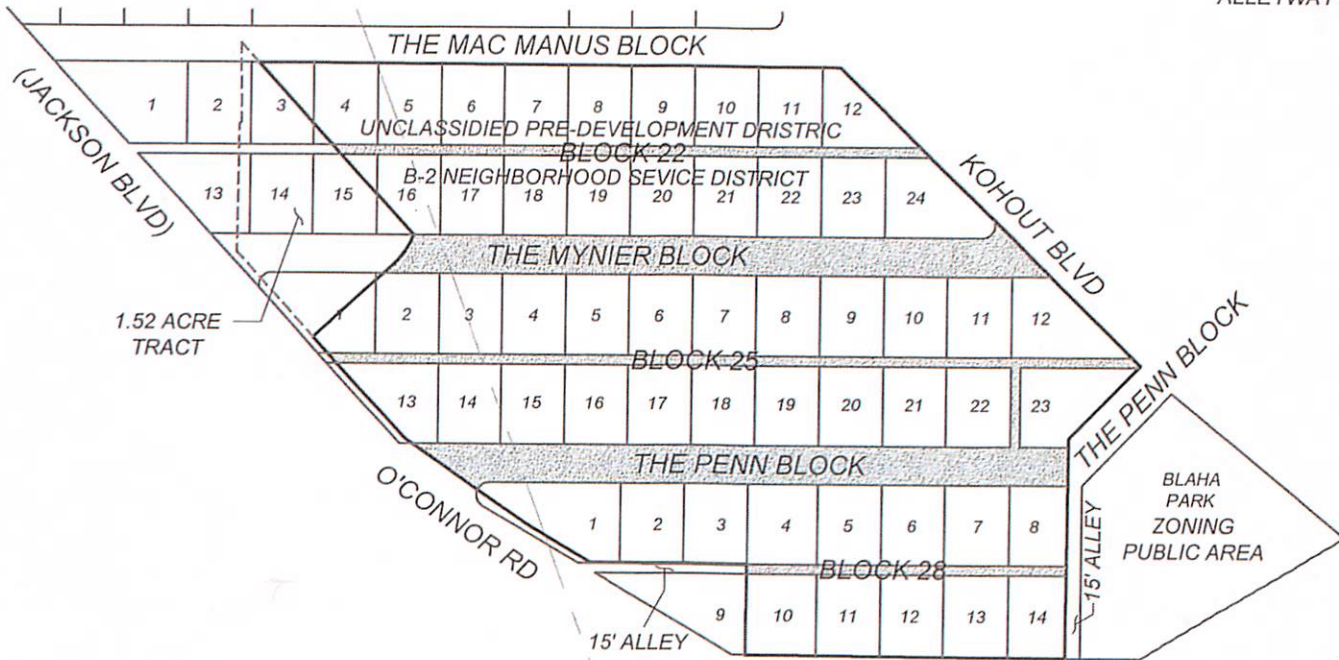 ALLEYWAY
THE MAC MANUS BLOCK
(JACKSON BLVD)
1 2 3 4 5 6 7 8 9 10 11 12
UNCLASSIDIED PRE-DEVELOPMENT DRISTRIC
BLOCK 22
B-2 NEIGHBORHOOD SEVICE DISTRICT
13 14 15 16 17 18 19 20 21 22 23 24
KOHOUT BLVD
THE MYNIER BLOCK
1.52 ACRE
TRACT
1 2 3 4 5 6 7 8 9 10 11 12
BLOCK 25
13 14 15 16 17 18 19 20 21 22 23
THE PENN BLOCK
THE PENN BLOCK
O'CONNOR RD
1 2 3 4 5 6 7 8
BLAHA
PARK
ZONING
PUBLIC AREA
BLOCK 28
15' ALLEY
9 10 11 12 13 14
15' ALLEY